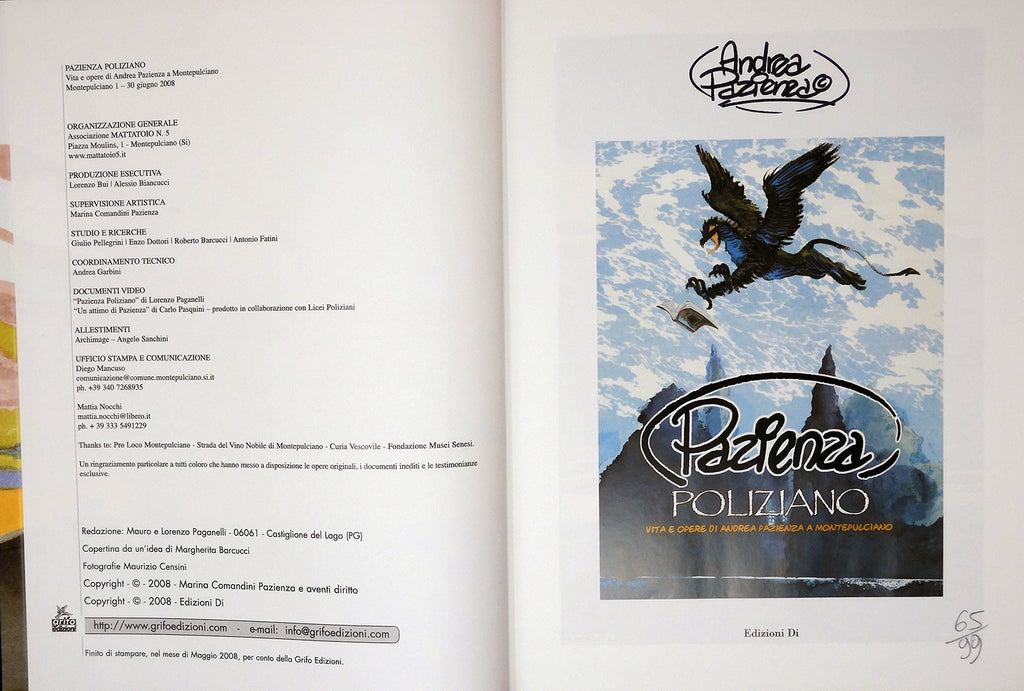 PAZIENZA POLIZIANO
Vita e opere di Andrea Pazienza a Montepulciano
Montepulciano 1 – 30 giugno 2008
ORGANIZZAZIONE GENERALE
Associazione MATTATOIO N. 5
Piazza Moulins, 1 - Montepulciano (Si)
www.mattatoio5.it
PRODUZIONE ESECUTIVA
Lorenzo Bui | Alessio Biancucci
SUPERVISIONE ARTISTICA
Marina Comandini Pazienza
STUDIO E RICERCHE
Giulio Pellegrini | Enzo Dottori | Roberto Barcucci | Antonio Fatini
COORDINAMENTO TECNICO
Andrea Garbini
DOCUMENTI VIDEO
“Pazienza Poliziano” di Lorenzo Paganelli
“Un attimo di Pazienza” di Carlo Pasquini – prodotto in collaborazione con Licei Poliziani
ALLESTIMENTI
Archimage – Angelo Sanchini
UFFICIO STAMPA E COMUNICAZIONE
Diego Mancuso
comunicazione@comune.montepulciano.si.it
ph. +39 340 7268935
Mattia Nocchi
mattia.nocchi@libero.it
ph. + 39 333 5491229
Thanks to: Pro Loco Montepulciano - Strada del Vino Nobile di Montepulciano - Curia Vescovile - Fondazione Musei Senesi.
Un ringraziamento particolare a tutti coloro che hanno messo a disposizione le opere originali, i documenti inediti e le testimonianze
esclusive.
Redazione: Mauro e Lorenzo Paganelli - 06061 - Castiglione del Lago (PG)
Copertina da un'idea di Margherita Barcucci
Fotografie Maurizio Censini
Copyright - © - 2008 - Marina Comandini Pazienza e aventi diritto
Copyright - © - 2008 - Edizioni Di
grifo
edizioni
http://www.grifoedizioni.com - e-mail: info@grifoedizioni.com
Finito di stampare, nel mese di Maggio 2008, per conto della Grifo Edizioni.
Andrea
Pazienza©
Pazienza
POLIZIANO
VITA E OPERE DI ANDREA PAZIENZA A MONTEPULCIANO
Edizioni Di
65
99